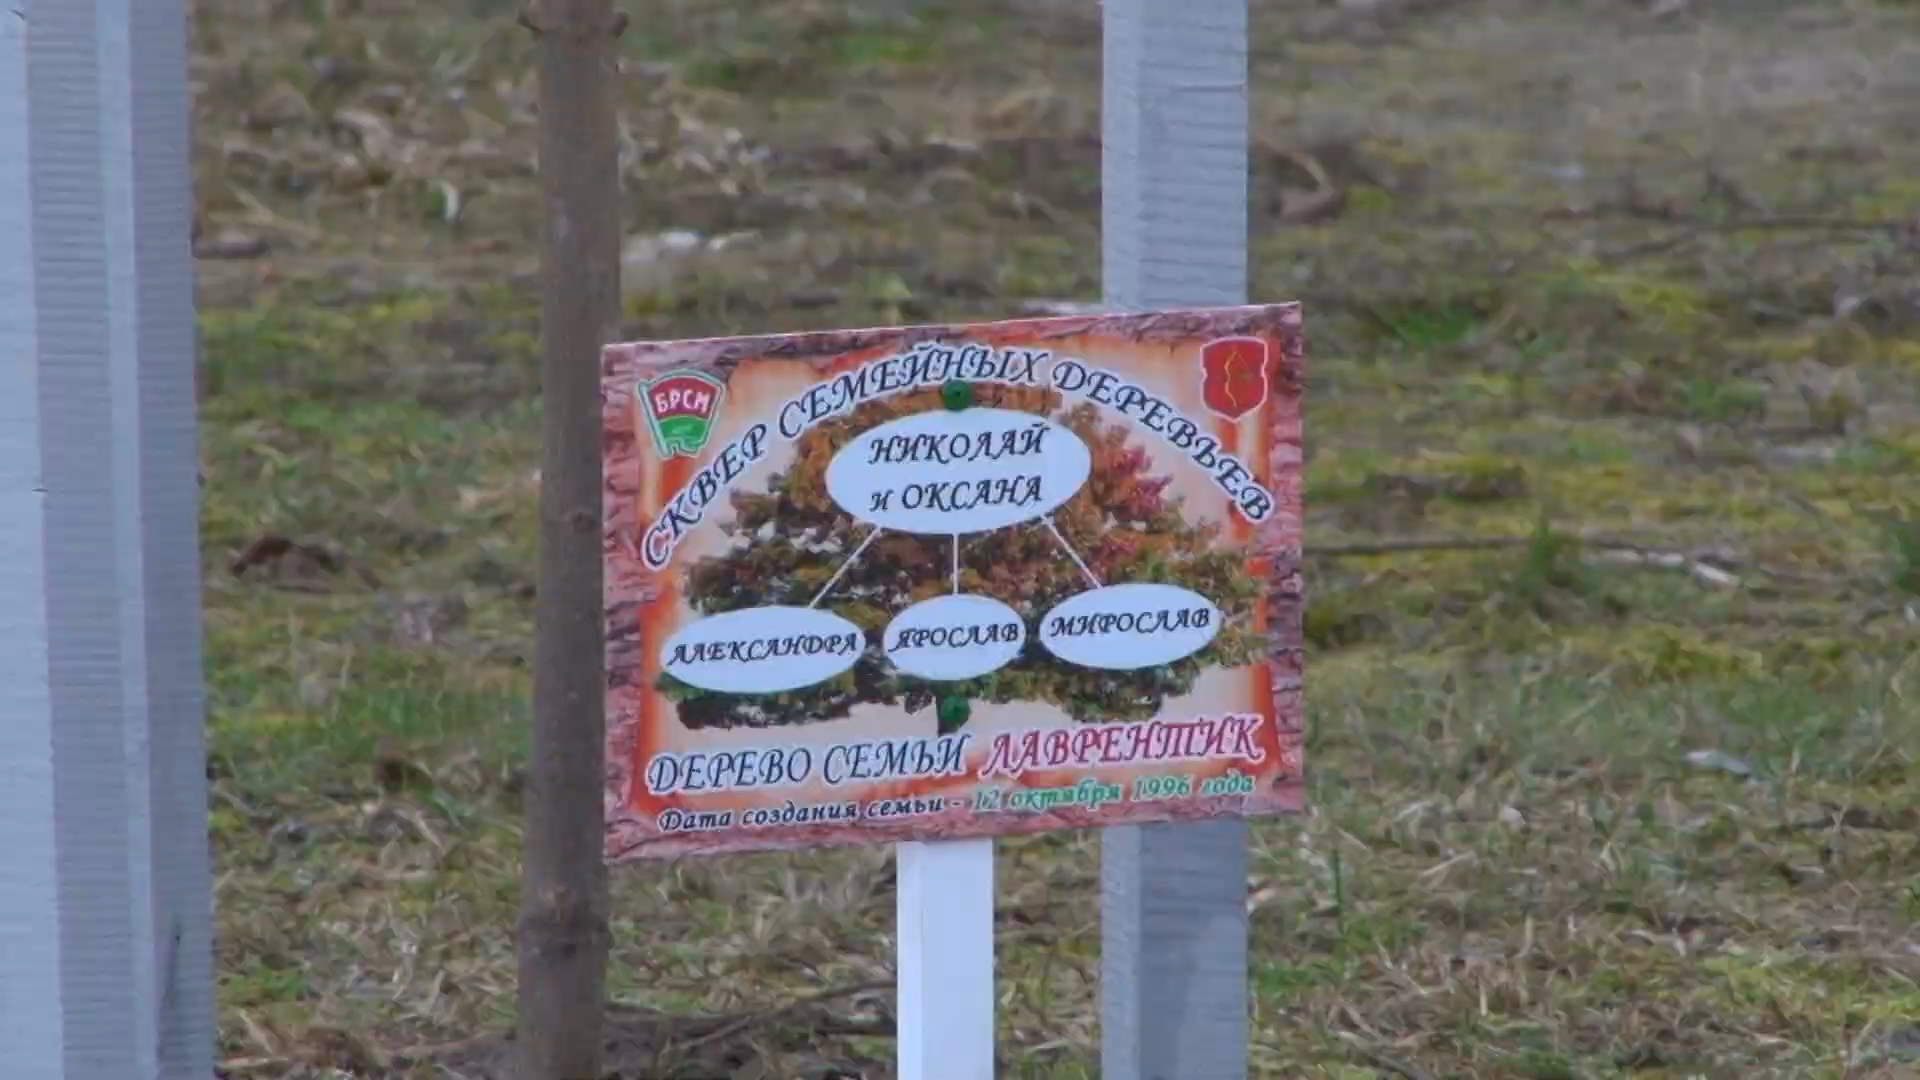 СКВЕР СЕМЕЙНЫХ ДЕРЕВЬЕВ
БРСМ
НИКОЛАЙ
и ОКСАНА
АЛЕКСАНДРА
ЯРОСЛАВ
МИРОСЛАВ
ДЕРЕВО СЕМЬИ ЛАВРЕНТИК
Дата создания семьи - 12 октября 1996 года